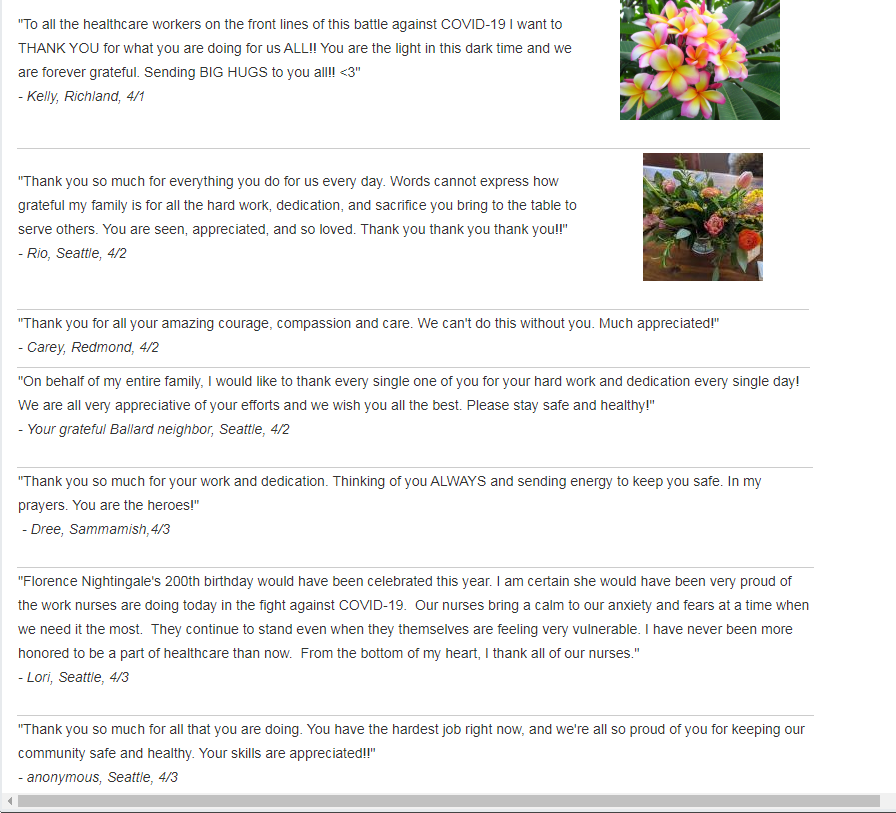 "To all the healthcare workers on the front lines of this battle against COVID-19 I want to
THANK YOU for what you are doing for us ALL!! You are the light in this dark time and we
are forever grateful. Sending BIG HUGS to you all!! <3"
- Kelly, Richland, 4/1
"Thank you so much for everything you do for us every day. Words cannot express how
grateful my family is for all the hard work, dedication, and sacrifice you bring to the table to
serve others. You are seen, appreciated, and so loved. Thank you thank you thank you!!"
- Rio, Seattle, 4/2
"Thank you for all your amazing courage, compassion and care. We can't do this without you. Much appreciated!"
- Carey, Redmond, 4/2
"On behalf of my entire family, I would like to thank every single one of you for your hard work and dedication every single day!
We are all very appreciative of your efforts and we wish you all the best. Please stay safe and healthy!"
- Your grateful Ballard neighbor, Seattle, 4/2
"Thank you so much for your work and dedication. Thinking of you ALWAYS and sending energy to keep you safe. In my
prayers. You are the heroes!"
- Dree, Sammamish,4/3
"Florence Nightingale's 200th birthday would have been celebrated this year. I am certain she would have been very proud of
the work nurses are doing today in the fight against COVID-19.  Our nurses bring a calm to our anxiety and fears at a time when
we need it the most.  They continue to stand even when they themselves are feeling very vulnerable. I have never been more
honored to be a part of healthcare than now.  From the bottom of my heart, I thank all of our nurses."
- Lori, Seattle, 4/3
"Thank you so much for all that you are doing. You have the hardest job right now, and we're all so proud of you for keeping our
community safe and healthy. Your skills are appreciated!!"
- anonymous, Seattle, 4/3